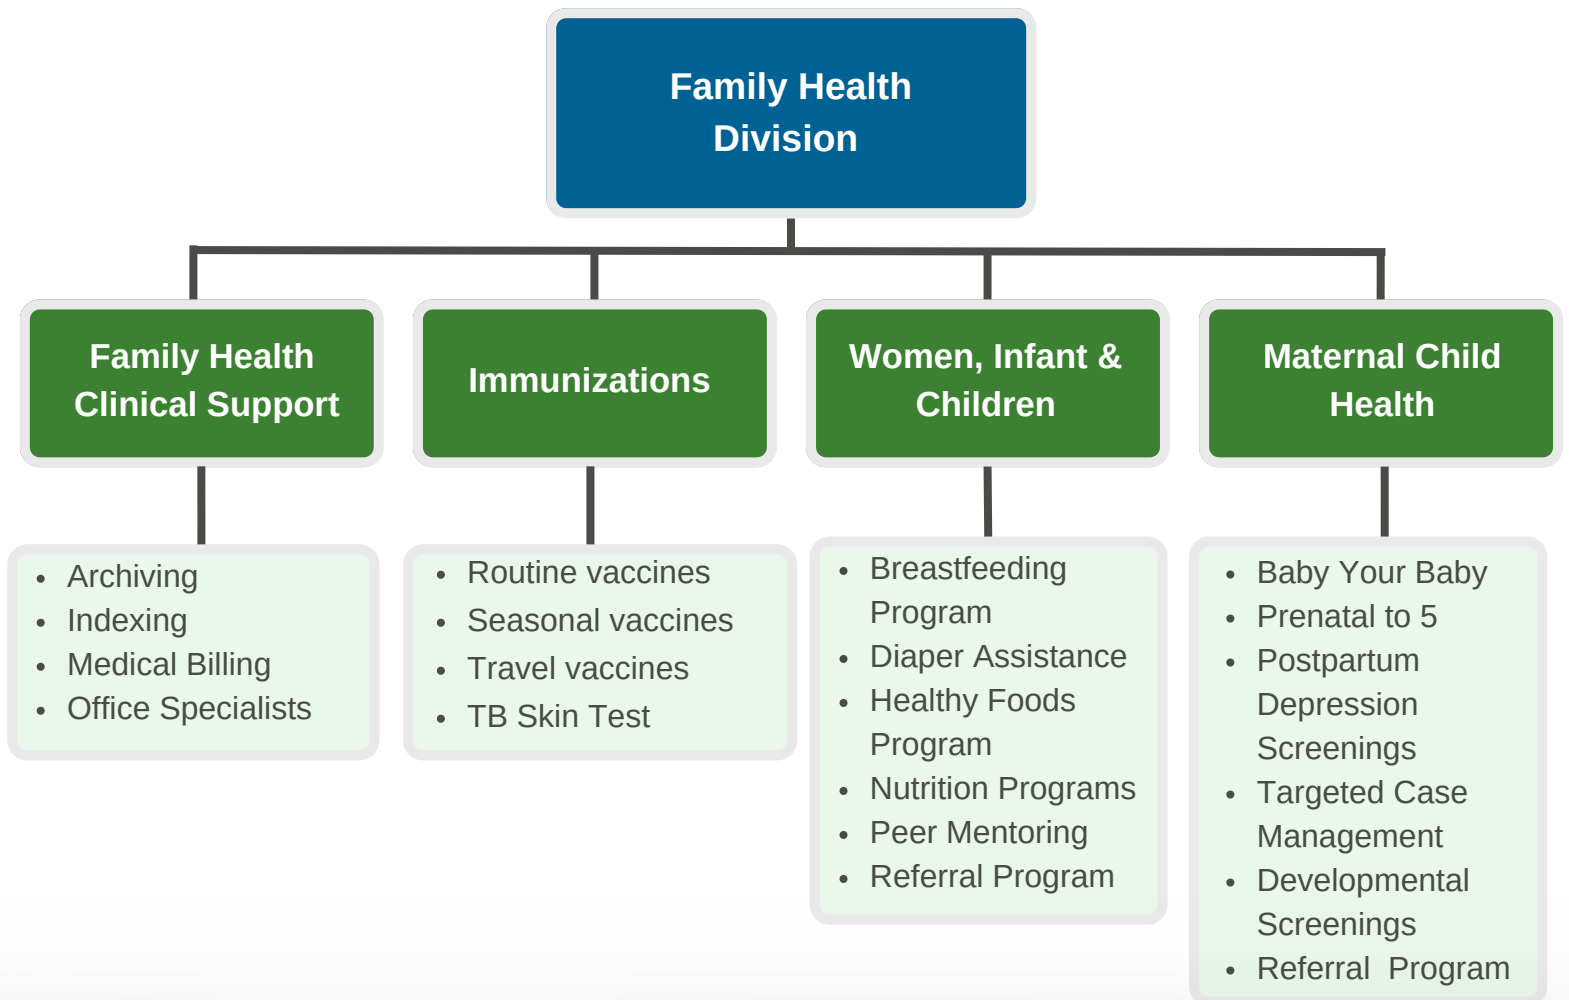 Family Health
Division
Family Health
Clinical Support
Immunizations
Women, Infant &
Children
Maternal Child
Health
• Archiving
• Indexing
• Medical Billing
• Office Specialists
• Routine vaccines
• Seasonal vaccines
• Travel vaccines
• TB Skin Test
• Breastfeeding
Program
• Diaper Assistance
• Healthy Foods
Program
• Nutrition Programs
• Peer Mentoring
• Referral Program
• Baby Your Baby
• Prenatal to 5
• Postpartum
Depression
Screenings
• Targeted Case
Management
• Developmental
Screenings
• Referral  Program